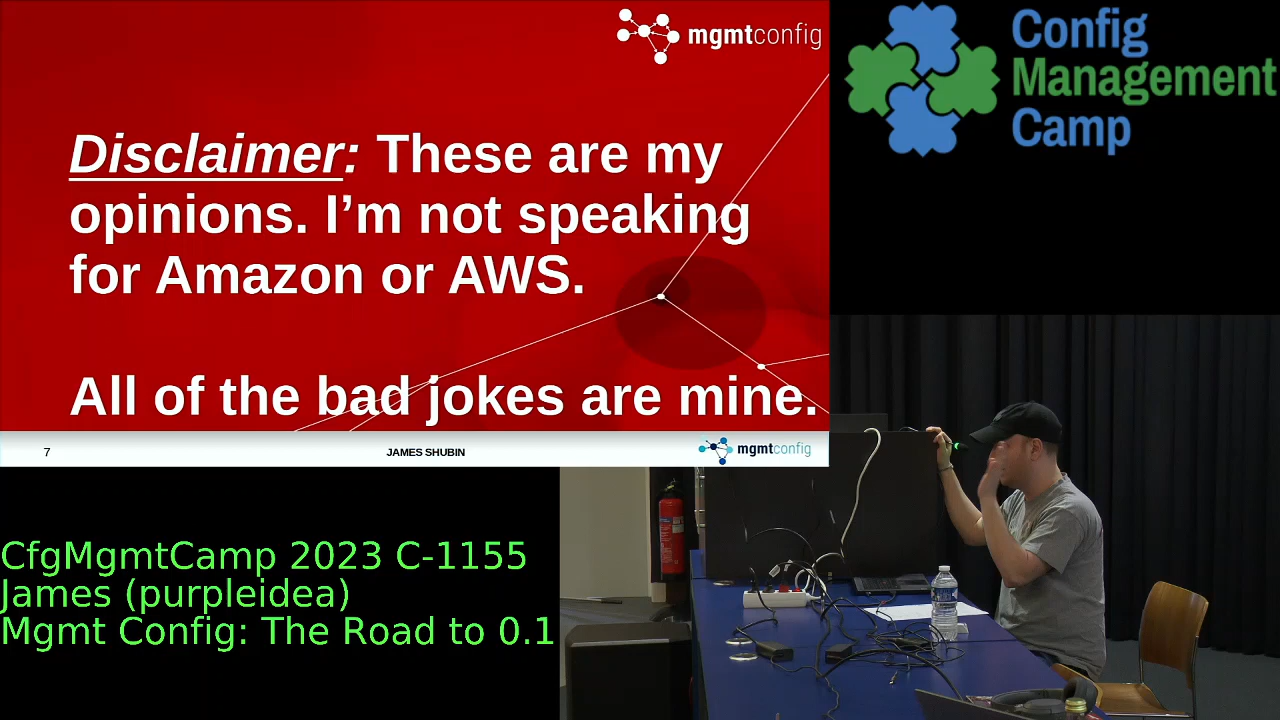 mgmtconfig
Disclaimer: These are my
opinions. I’m not speaking
for Amazon or AWS.
All of the bad jokes are mine.
7
JAMES SHUBIN
mgmtconfig
Config
Management
Camp
CfgMgmtCamp 2023 C-1155
James (purpleidea)
Mgmt Config: The Road to 0.1